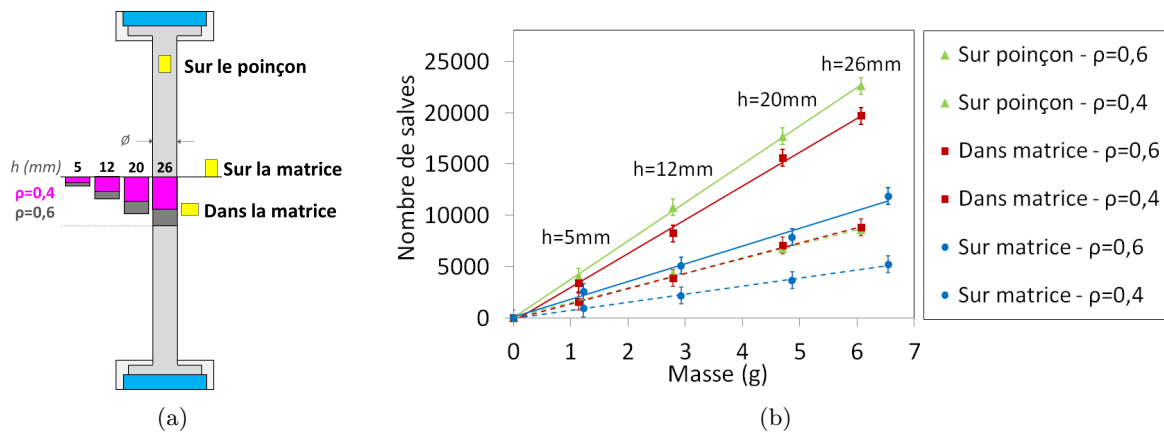 Sur le poinçon
ø
h (mm) 5 12 20 26
Sur la matrice
ρ=0,4
Dans la matrice
ρ=0,6
(a)
Nombre de salves
25000
20000
15000
10000
5000
0
0 1 2 3 4 5 6 7
Masse (g)
h=5mm
h=12mm
h=20mm
h=26mm
Sur poinçon - ρ=0,6
Sur poinçon - ρ=0,4
Dans matrice - ρ=0,6
Dans matrice - ρ=0,4
Sur matrice - ρ=0,6
Sur matrice - ρ=0,4
(b)